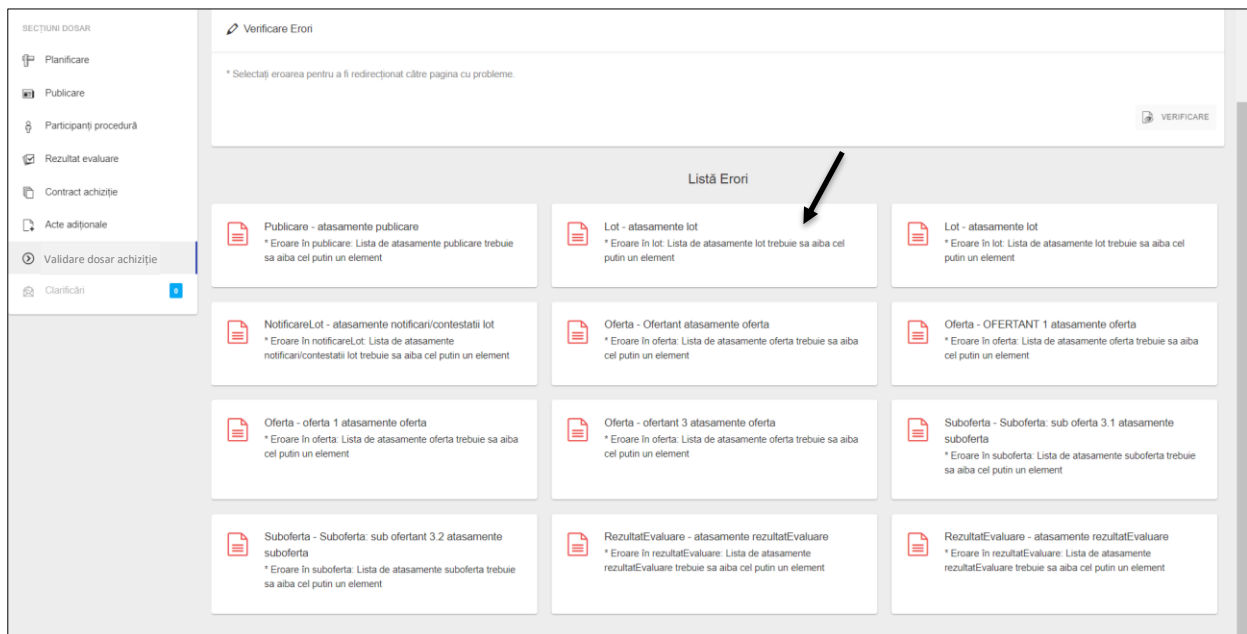 SECȚIUNI DOSAR
Planificare
Publicare
Participanți procedură
Rezultat evaluare
Contract achiziție
Acte adiționale
Validare dosar achiziție
Clarificări
0
Verificare Erori
* Selectați eroarea pentru a fi redirecționat către pagina cu probleme.
VERIFICARE
Listă Erori
Publicare - atasamente publicare
* Eroare în publicare: Lista de atasamente publicare trebuie
sa aiba cel putin un element
Lot - atasamente lot
* Eroare în lot: Lista de atasamente lot trebuie sa aiba cel
putin un element
Lot - atasamente lot
* Eroare în lot: Lista de atasamente lot trebuie sa aiba cel
putin un element
NotificareLot - atasamente notificari/contestatii lot
* Eroare în notificareLot: Lista de atasamente
notificari/contestatii lot trebuie sa aiba cel putin un element
Oferta - Ofertant atasamente oferta
* Eroare în oferta: Lista de atasamente oferta trebuie sa aiba
cel putin un element
Oferta - OFERTANT 1 atasamente oferta
* Eroare în oferta: Lista de atasamente oferta trebuie sa aiba
cel putin un element
Oferta - oferta 1 atasamente oferta
* Eroare în oferta: Lista de atasamente oferta trebuie sa aiba
cel putin un element
Oferta - ofertant 3 atasamente oferta
* Eroare în oferta: Lista de atasamente oferta trebuie sa aiba
cel putin un element
Suboferta - Suboferta: sub oferta 3.1 atasamente
suboferta
* Eroare în suboferta: Lista de atasamente suboferta trebuie
sa aiba cel putin un element
Suboferta - Suboferta: sub ofertant 3.2 atasamente
suboferta
* Eroare în suboferta: Lista de atasamente suboferta trebuie
sa aiba cel putin un element
RezultatEvaluare - atasamente rezultatEvaluare
* Eroare în rezultatEvaluare: Lista de atasamente
rezultatEvaluare trebuie sa aiba cel putin un element
RezultatEvaluare - atasamente rezultatEvaluare
* Eroare în rezultatEvaluare: Lista de atasamente
rezultatEvaluare trebuie sa aiba cel putin un element